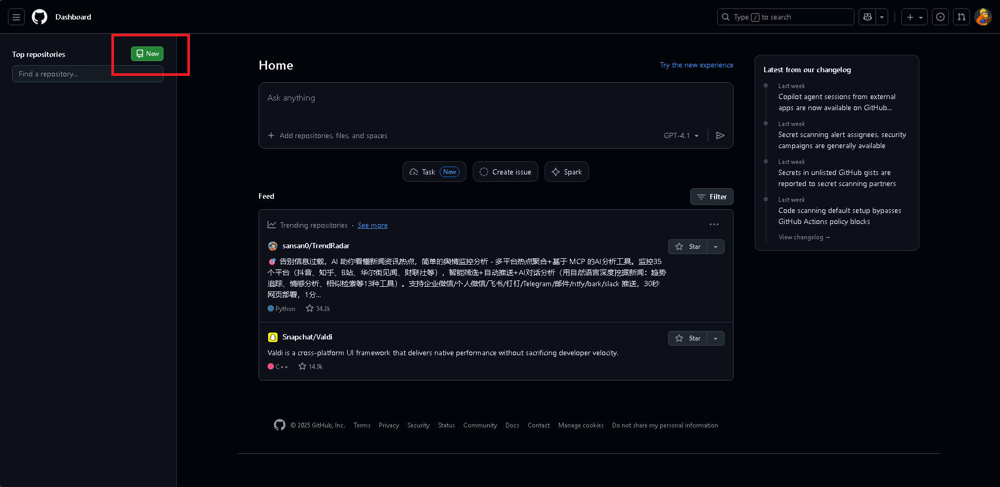 Dashboard
Type / to search
Top repositories
New
Find a repository...
Home
Try the new experience
Ask anything
Add repositories, files, and spaces
GPT-4.1
Task New
Create issue
Spark
Feed
Filter
Trending repositories · See more
sansan0/TrendRadar
Star
🎯 告别信息过载，AI 助你看懂新闻资讯热点，简单的舆情监控分析 - 多平台热点聚合+基于 MCP 的AI分析工具。监控35
个平台（抖音、知乎、B站、华尔街见闻、财联社等），智能筛选+自动推送+AI对话分析（用自然语言深度挖掘新闻：趋势
追踪、情感分析、相似检索等13种工具）。支持企业微信/个人微信/飞书/钉钉/Telegram/邮件/ntfy/bark/slack 推送，30秒
网页部署，1分...
Python 34.2k
Snapchat/Valdi
Star
Valdi is a cross-platform UI framework that delivers native performance without sacrificing developer velocity.
C++ 14.9k
Latest from our changelog
Last week
Copilot agent sessions from external
apps are now available on GitHub...
Last week
Secret scanning alert assignees, security
campaigns are generally available
Last week
Secrets in unlisted GitHub gists are
reported to secret scanning partners
Last week
Code scanning default setup bypasses
GitHub Actions policy blocks
View changelog →
© 2025 GitHub, Inc. Terms Privacy Security Status Community Docs Contact Manage cookies Do not share my personal information